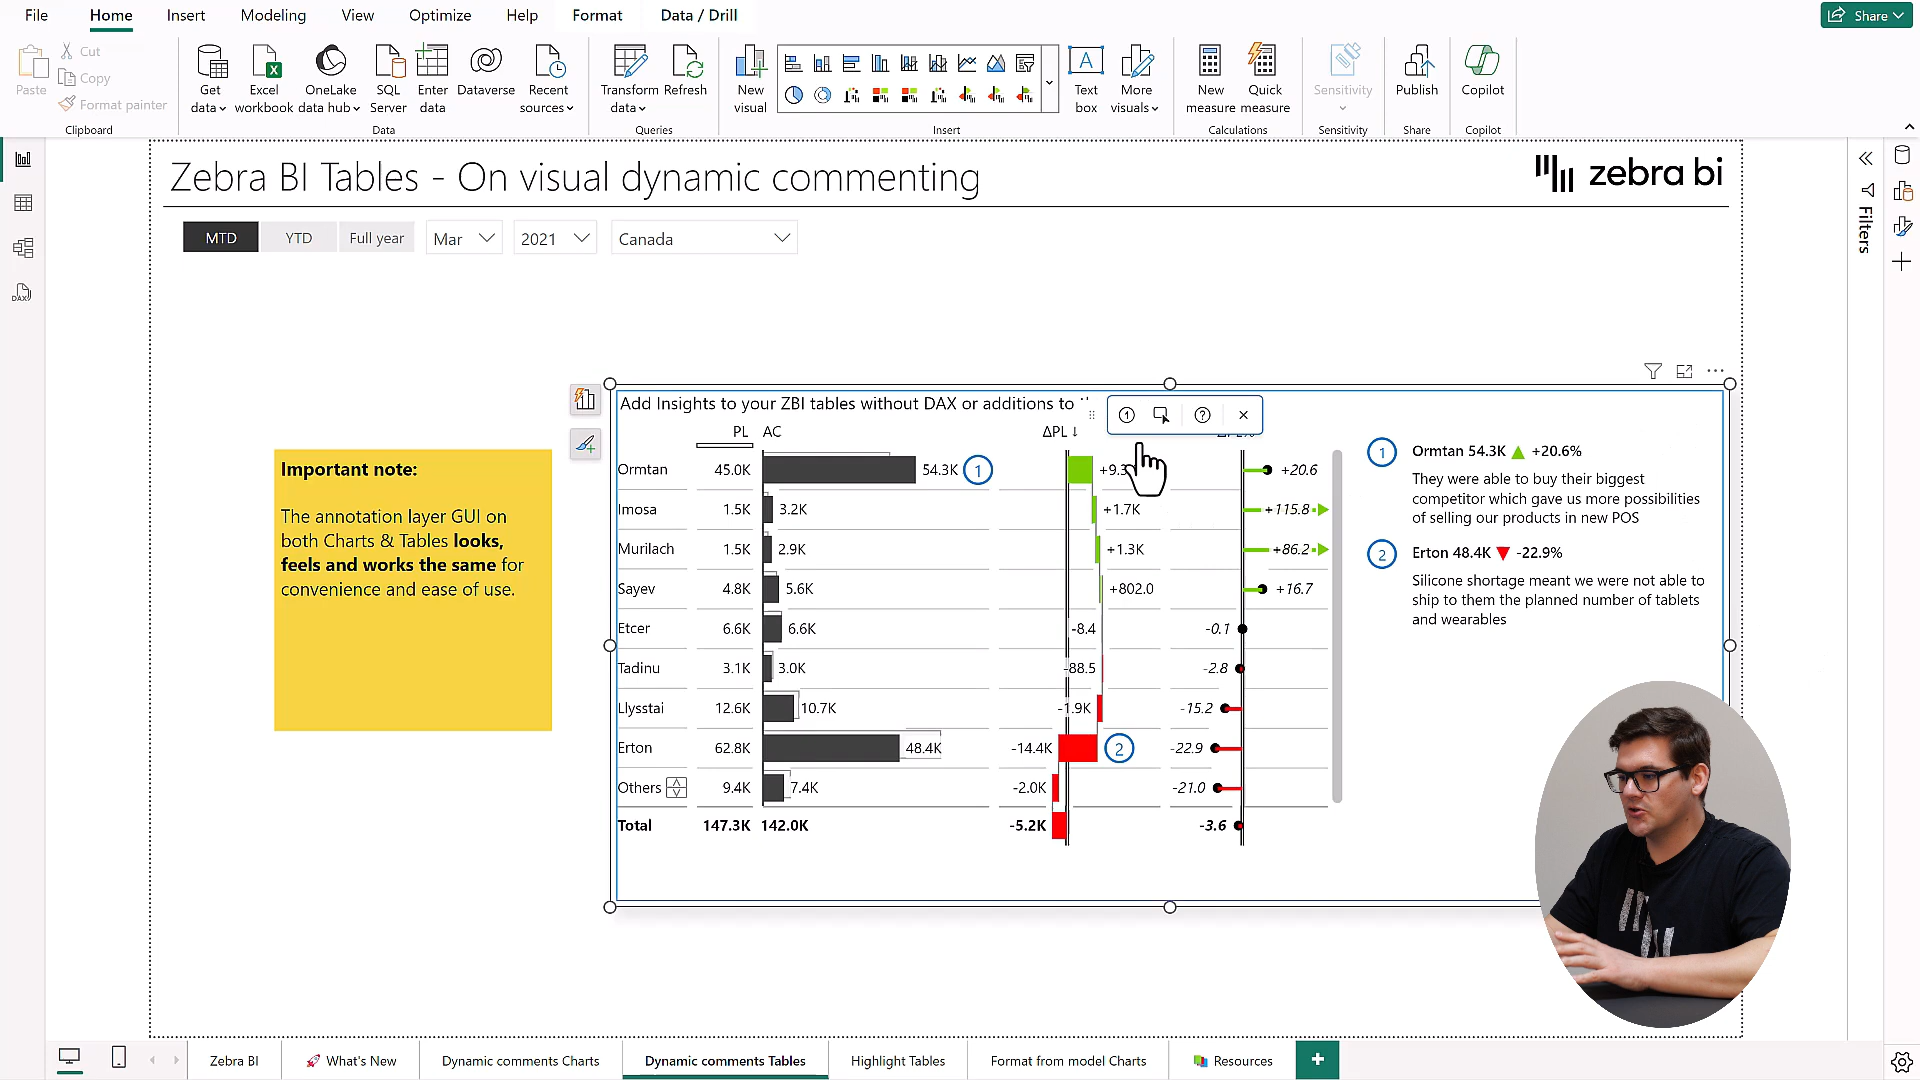 File Home Insert Modeling View Optimize Help Format Data / Drill Share
Paste Cut
Copy
Format painter
Get data Excel workbook OneLake data hub SQL Server Enter data Dataverse Recent sources
Transform data Refresh
New visual
Text box More visuals
New measure Quick measure
Sensitivity
Publish
Copilot
Clipboard Data Queries Insert Calculations Sensitivity Share Copilot
DAX
Zebra BI Tables - On visual dynamic commenting
zebra bi
MTD YTD Full year Mar 2021 Canada
Filters
Important note:
The annotation layer GUI on
both Charts & Tables looks,
feels and works the same for
convenience and ease of use.
Add Insights to your ZBI tables without DAX or additions to
1 ?
PL AC ΔPL
Ormtan 45.0K 54.3K 1 +20.6
Imosa 1.5K 3.2K +1.7K +115.8
Murilach 1.5K 2.9K +1.3K +86.2
Sayev 4.8K 5.6K +802.0 +16.7
Etcer 6.6K 6.6K -8.4 -0.1
Tadinu 3.1K 3.0K -88.5 -2.8
Llysstai 12.6K 10.7K -1.9K -15.2
Erton 62.8K 48.4K -14.4K 2 -22.9
Others 9.4K 7.4K -2.0K -21.0
Total 147.3K 142.0K -5.2K -3.6
1 Ormtan 54.3K +20.6%
They were able to buy their biggest
competitor which gave us more possibilities
of selling our products in new POS
2 Erton 48.4K -22.9%
Silicone shortage meant we were not able to
ship to them the planned number of tablets
and wearables
Zebra BI What's New Dynamic comments Charts Dynamic comments Tables Highlight Tables Format from model Charts Resources +